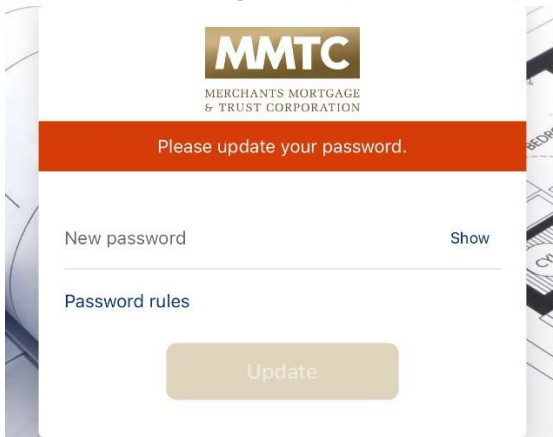 MMTC
MERCHANTS MORTGAGE
& TRUST CORPORATION
Please update your password.
New password
Show
Password rules
Update